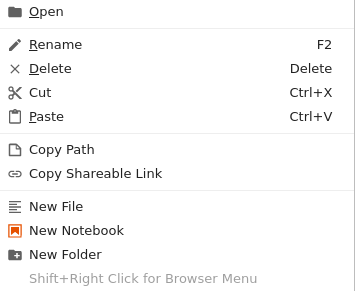 Open
Rename F2
Delete Delete
Cut Ctrl+X
Paste Ctrl+V
Copy Path
Copy Shareable Link
New File
New Notebook
New Folder
Shift+Right Click for Browser Menu